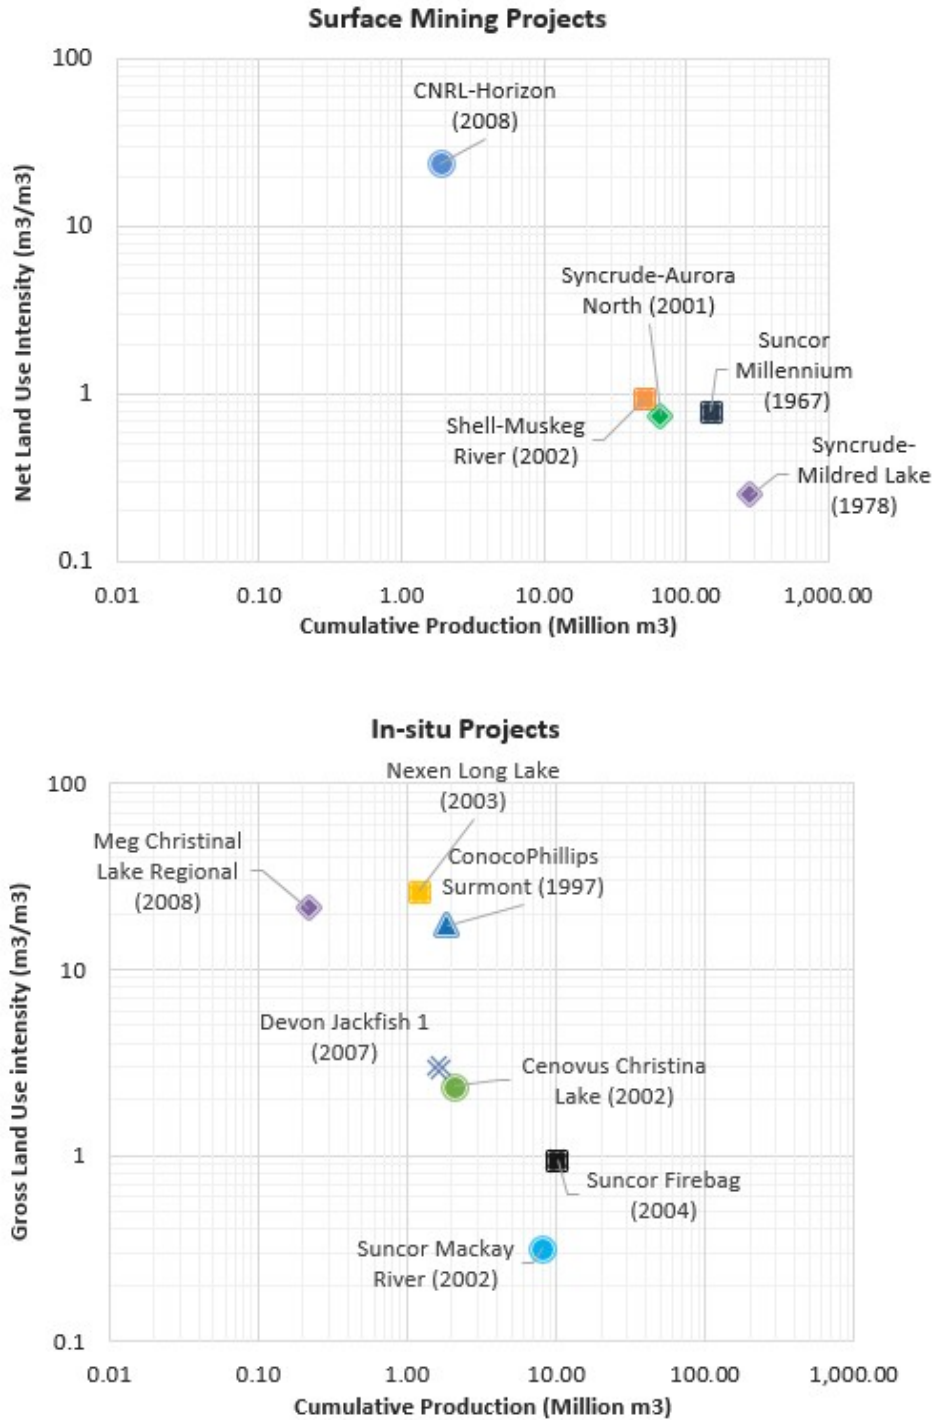 Surface Mining Projects
100
CNRL-Horizon
(2008)
10
Syncrude-Aurora
North (2001)
Suncor
Millennium
(1967)
1
Shell-Muskeg
River (2002)
Syncrude-
Mildred Lake
(1978)
0.1
Net Land Use Intensity (m3/m3)
0.01 0.10 1.00 10.00 100.00 1,000.00
Cumulative Production (Million m3)
In-situ Projects
Nexen Long Lake
(2003)
100
Meg Christinal
Lake Regional
(2008)
ConocoPhillips
Surmont (1997)
10
Devon Jackfish 1
(2007)
Cenovus Christina
Lake (2002)
1
Suncor Firebag
(2004)
Suncor Mackay
River (2002)
0.1
Gross Land Use intensity (m3/m3)
0.01 0.10 1.00 10.00 100.00 1,000.00
Cumulative Production (Million m3)